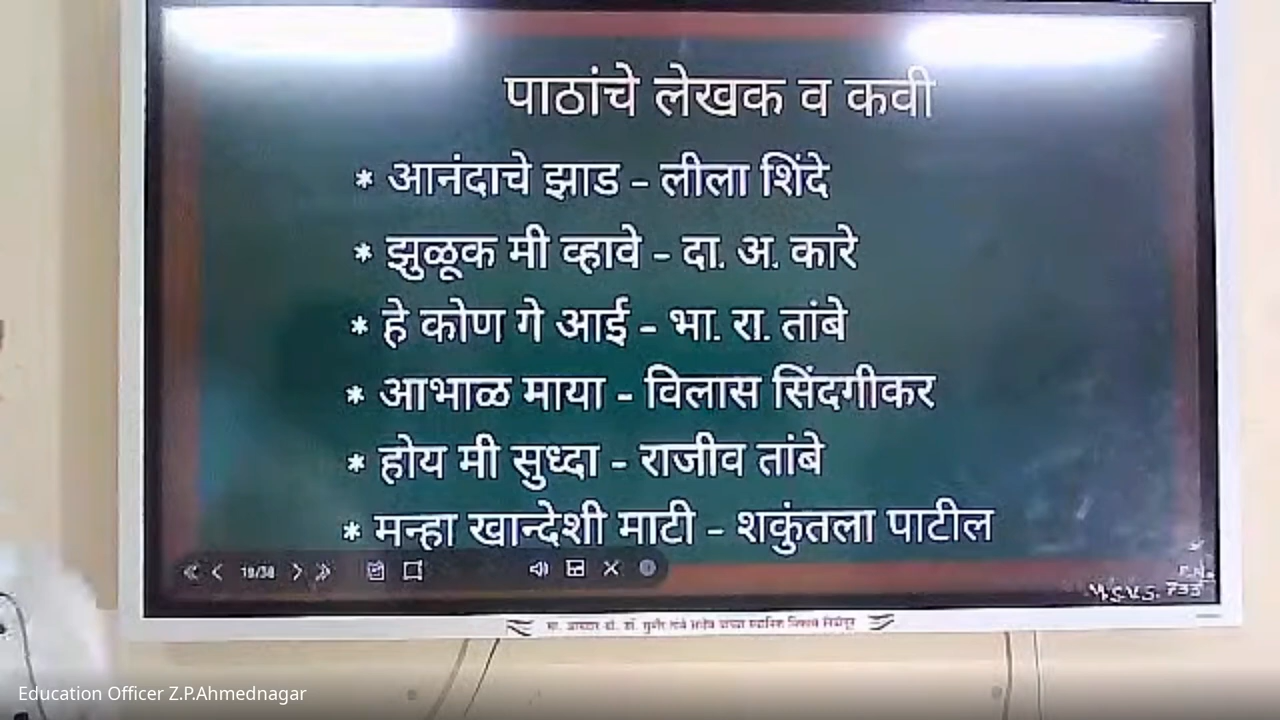 पाठांचे लेखक व कवी
* आनंदाचे झाड - लीला शिंदे
* झुळूक मी व्हावे - दा. अ. कारे
* हे कोण गे आई - भा. रा. तांबे
* आभाळ माया - विलास सिंदगीकर
* होय मी सुध्दा - राजीव तांबे
* मन्हा खान्देशी माटी - शकुंतला पाटील
19/38
Education Officer Z.P.Ahmednagar